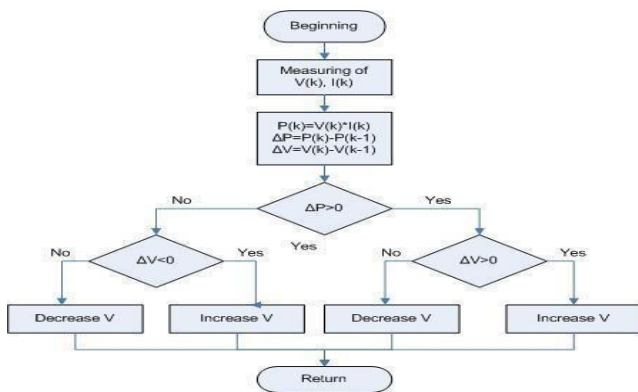 Beginning
Measuring of
V(k), I(k)
P(k)=V(k)*I(k)
ΔP=P(k)-P(k-1)
ΔV=V(k)-V(k-1)
No
ΔP>0
Yes
Yes
No
ΔV<0
Yes
No
ΔV>0
Yes
Decrease V
Increase V
Decrease V
Increase V
Return